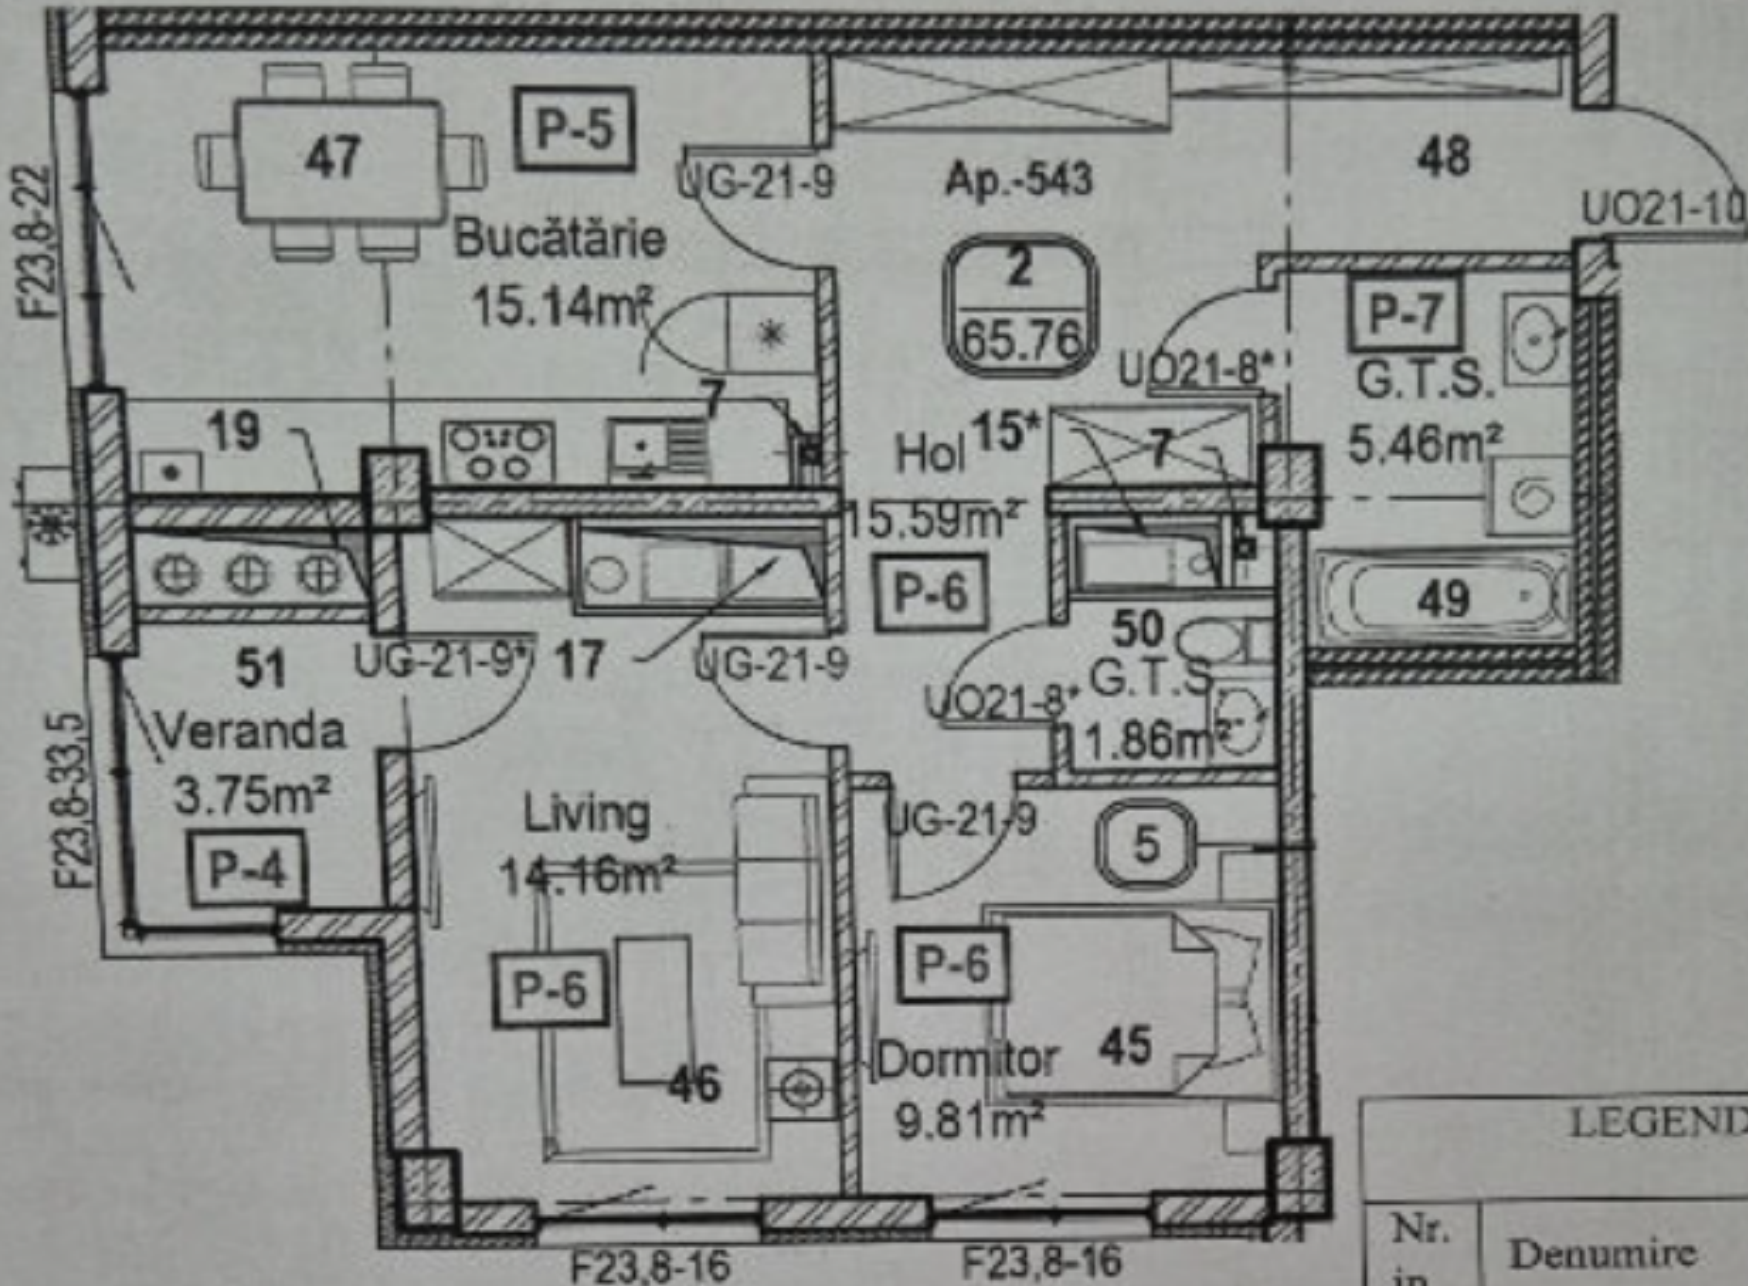 P-5
47
UG-21-9
Ap.-543
48
UO21-10
F23,8-22
Bucătărie
15.14m²
2
65.76
P-7
G.T.S.
5.46m²
UO21-8*
19
7
Hol
15*
7
15.59m²
P-6
49
50
G.T.S.
1.86m²
51
UG-21-9*
17
UG-21-9
UO21-8*
Veranda
3.75m²
P-4
F23,8-33,5
Living
14.16m²
UG-21-9
5
P-6
P-6
46
Dormitor
45
9.81m²
F23,8-16
F23,8-16
LEGEND
Nr.
Denumire
in